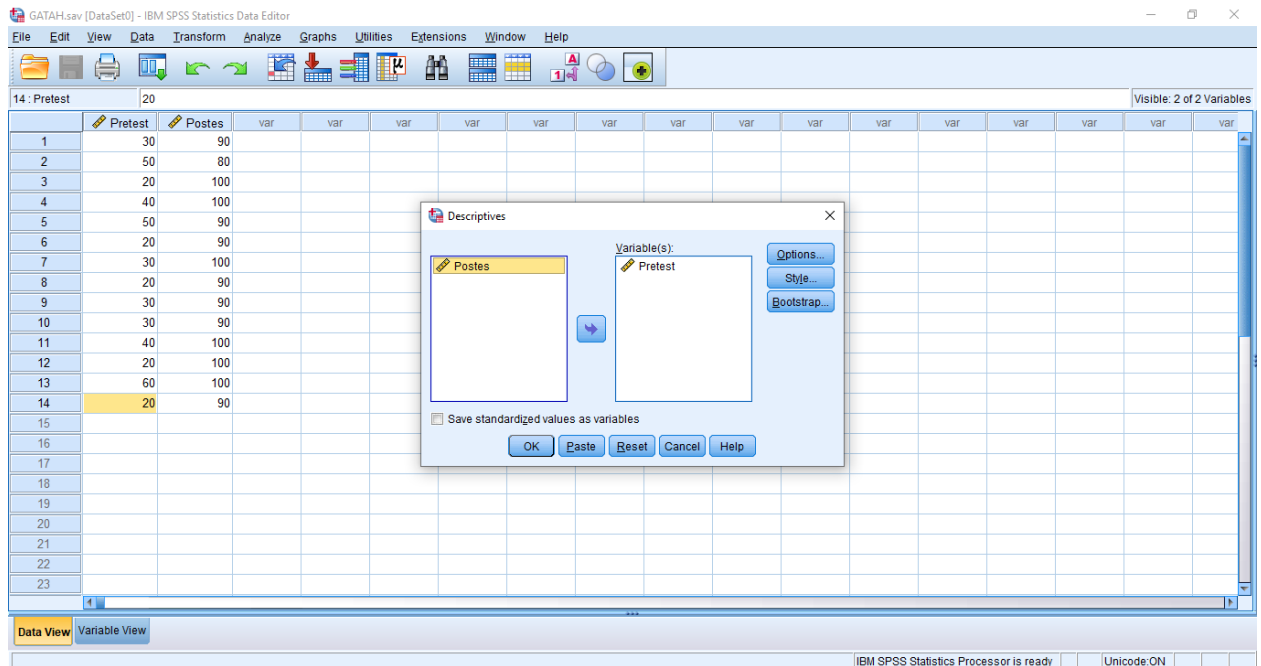 GATAH.sav [DataSet0] - IBM SPSS Statistics Data Editor
File Edit View Data Transform Analyze Graphs Utilities Extensions Window Help
14 : Pretest 20 Visible: 2 of 2 Variables
Pretest Postes var var var var var var var var var var var var var var var
1 30 90
2 50 80
3 20 100
4 40 100
5 50 90
6 20 90
7 30 100
8 20 90
9 30 90
10 30 90
11 40 100
12 20 100
13 60 100
14 20 90
15
16
17
18
19
20
21
22
23
Descriptives
Variable(s):
Postes
Pretest
Options...
Style...
Bootstrap...
Save standardized values as variables
OK Paste Reset Cancel Help
Data View Variable View
IBM SPSS Statistics Processor is ready Unicode:ON